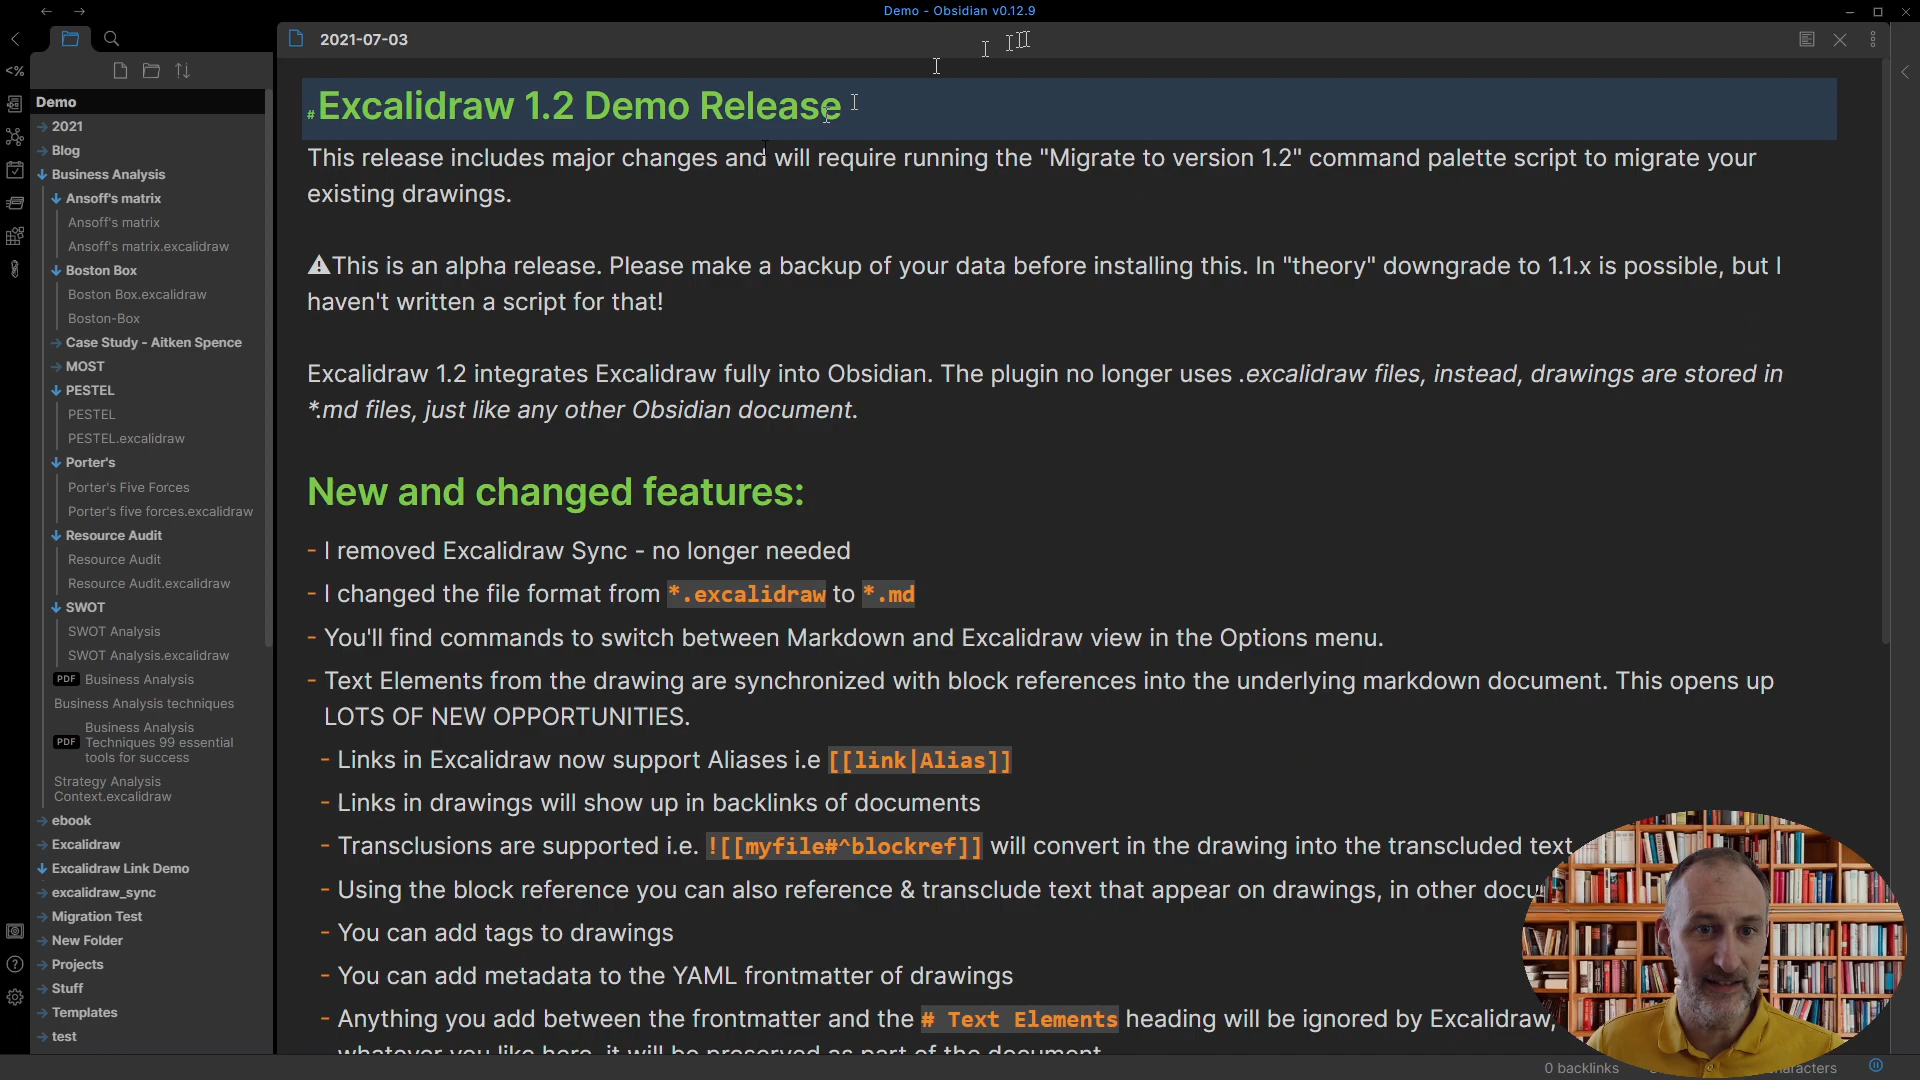 Demo - Obsidian v0.12.9
2021-07-03
Demo
2021
Blog
Business Analysis
Ansoff's matrix
Ansoff's matrix
Ansoff's matrix.excalidraw
Boston Box
Boston Box.excalidraw
Boston-Box
Case Study - Aitken Spence
MOST
PESTEL
PESTEL
PESTEL.excalidraw
Porter's
Porter's Five Forces
Porter's five forces.excalidraw
Resource Audit
Resource Audit
Resource Audit.excalidraw
SWOT
SWOT Analysis
SWOT Analysis.excalidraw
PDF Business Analysis
Business Analysis techniques
Business Analysis
PDF Techniques 99 essential
tools for success
Strategy Analysis
Context.excalidraw
ebook
Excalidraw
Excalidraw Link Demo
excalidraw_sync
Migration Test
New Folder
Projects
Stuff
Templates
test
# Excalidraw 1.2 Demo Release
This release includes major changes and will require running the "Migrate to version 1.2" command palette script to migrate your
existing drawings.
⚠This is an alpha release. Please make a backup of your data before installing this. In "theory" downgrade to 1.1.x is possible, but I
haven't written a script for that!
Excalidraw 1.2 integrates Excalidraw fully into Obsidian. The plugin no longer uses .excalidraw files, instead, drawings are stored in
*.md files, just like any other Obsidian document.
New and changed features:
- I removed Excalidraw Sync - no longer needed
- I changed the file format from *.excalidraw to *.md
- You'll find commands to switch between Markdown and Excalidraw view in the Options menu.
- Text Elements from the drawing are synchronized with block references into the underlying markdown document. This opens up
LOTS OF NEW OPPORTUNITIES.
- Links in Excalidraw now support Aliases i.e [[link|Alias]]
- Links in drawings will show up in backlinks of documents
- Transclusions are supported i.e. ![[myfile#^blockref]] will convert in the drawing into the transcluded text
- Using the block reference you can also reference & transclude text that appear on drawings, in other docu
- You can add tags to drawings
- You can add metadata to the YAML frontmatter of drawings
- Anything you add between the frontmatter and the # Text Elements heading will be ignored by Excalidraw,
whatever you like here, it will be preserved as part of the document
0 backlinks